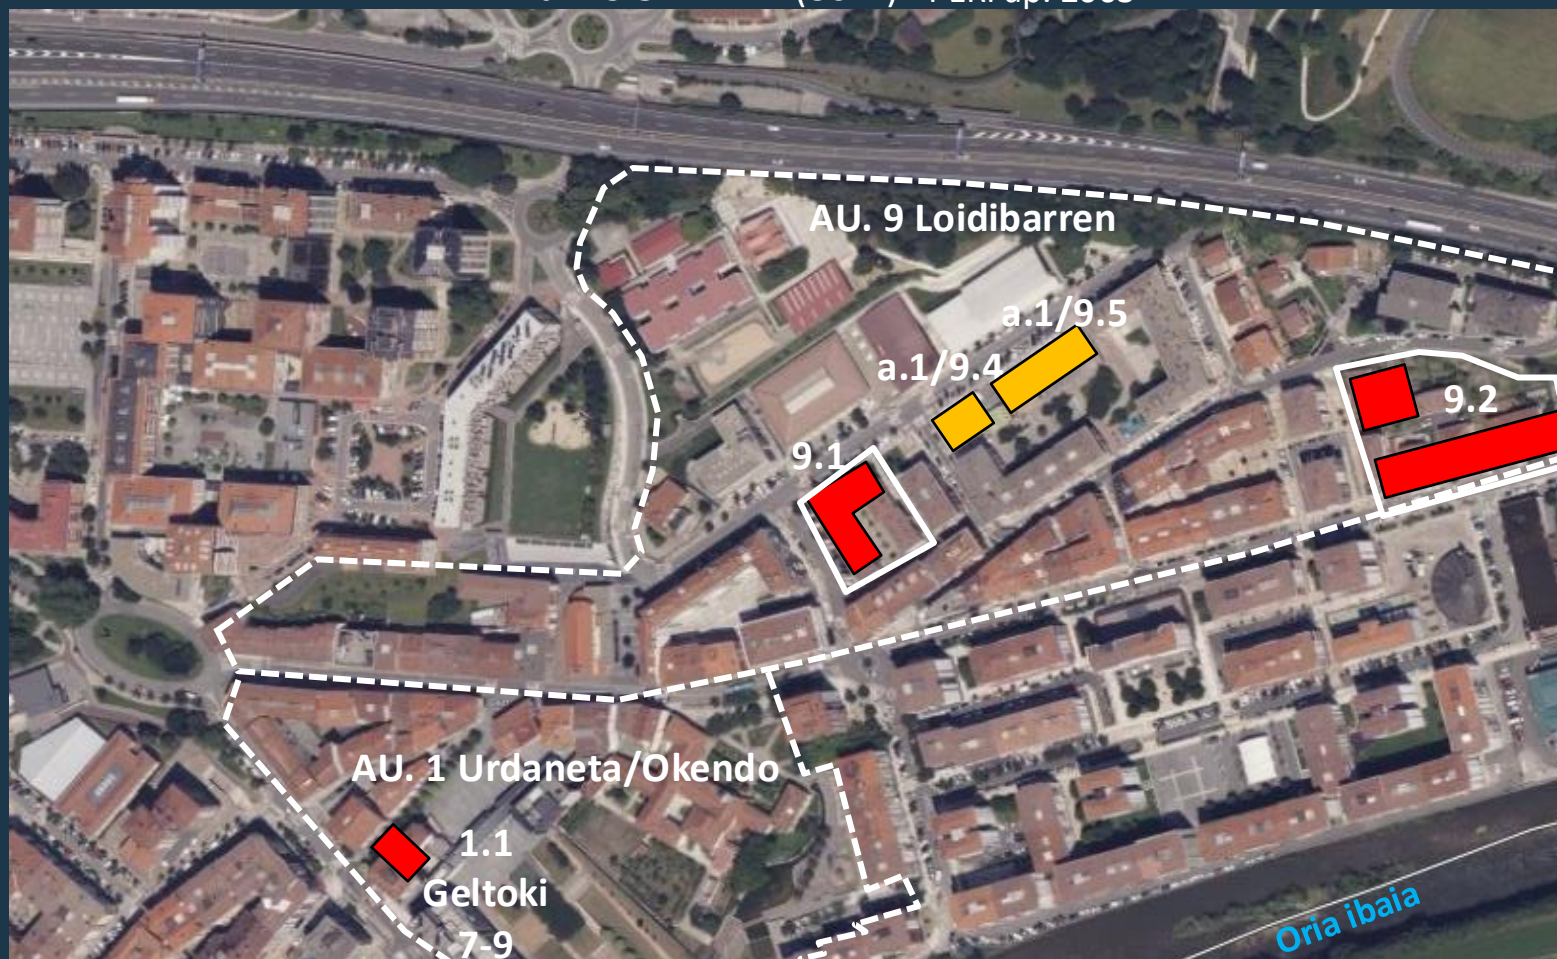 AU. 9 Loidibarren
a.1/9.5
a.1/9.4
9.2
9.1
AU. 1 Urdaneta/Okendo
1.1
Geltoki
7-9
Oria ibaia